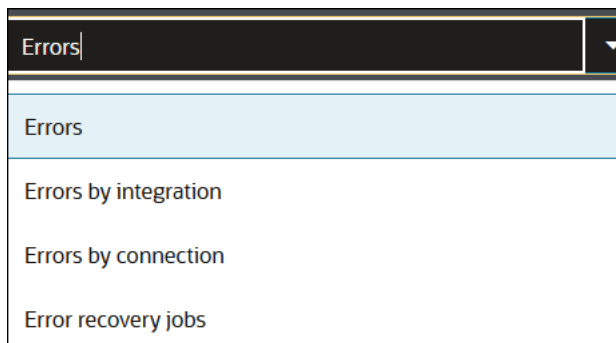 Errors
Errors
Errors by integration
Errors by connection
Error recovery jobs